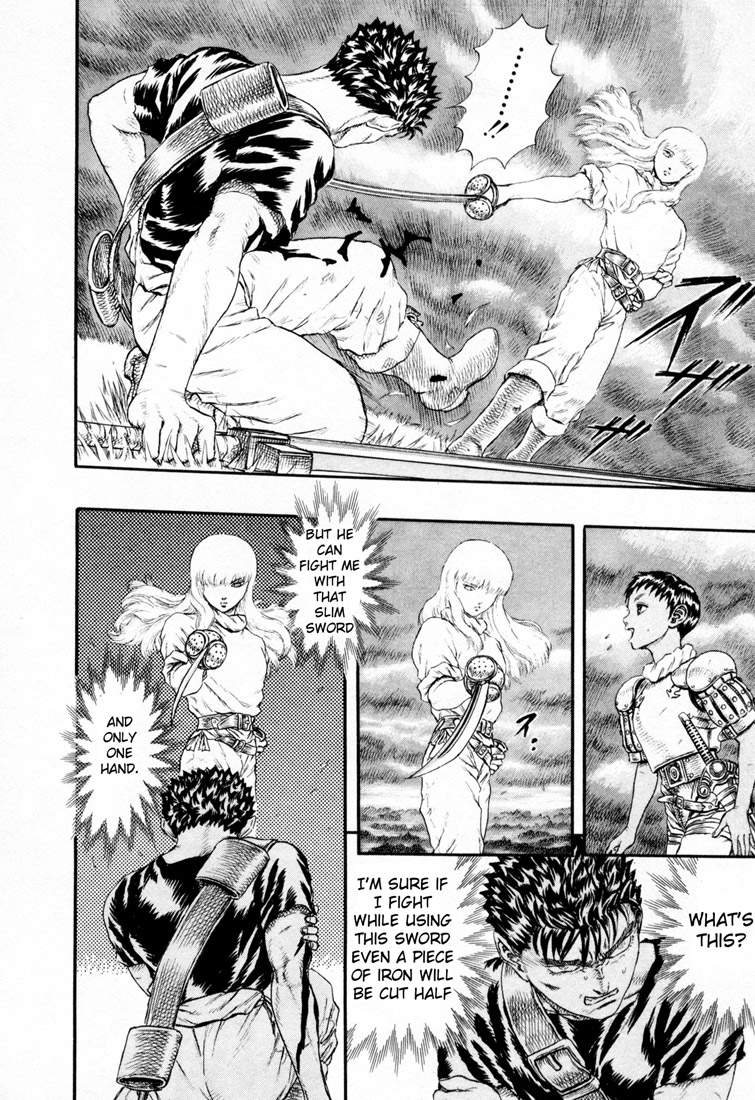 ........!!
WHAT'S
THIS?
I'M SURE IF
I FIGHT
WHILE USING
THIS SWORD
EVEN A PIECE
OF IRON WILL
BE CUT HALF
BUT HE
CAN
FIGHT ME
WITH
THAT
SLIM
SWORD
AND
ONLY
ONE
HAND.